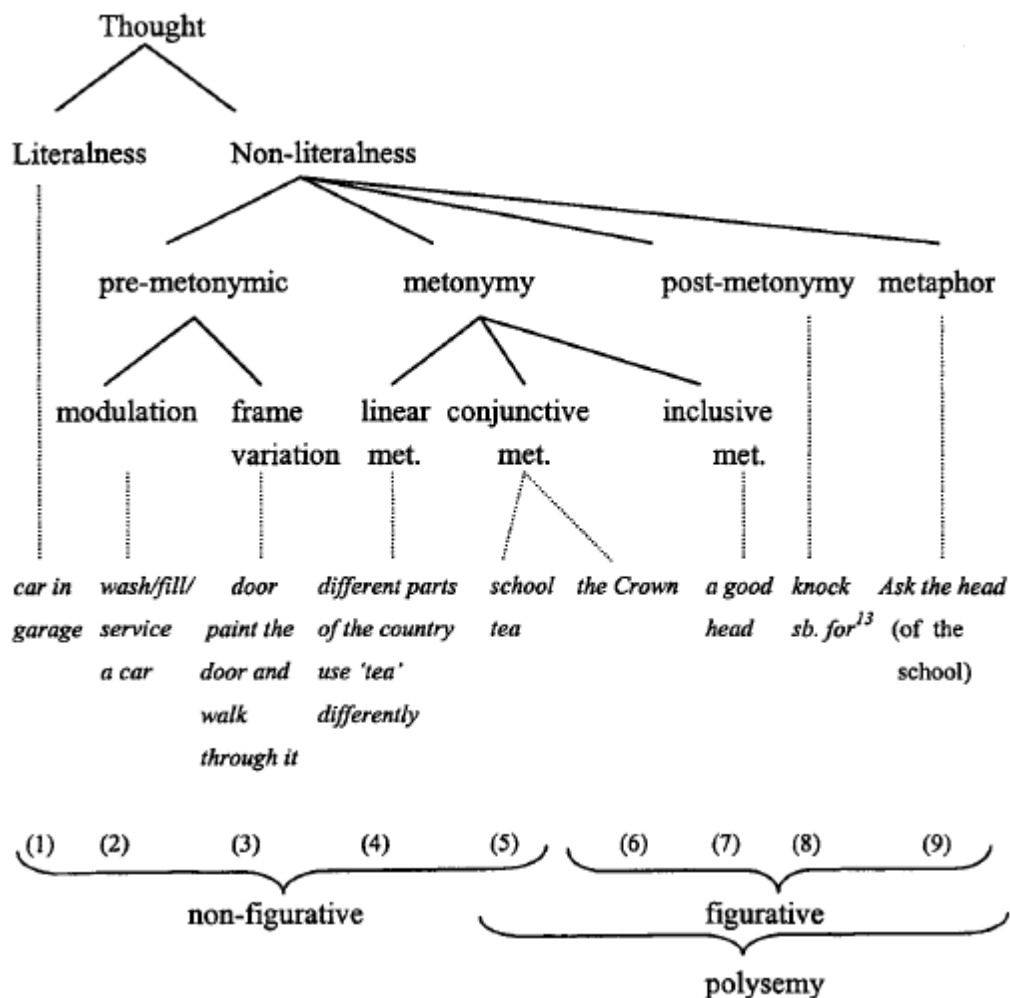 Thought
Literalness Non-literalness
pre-metonymic metonymy post-metonymy metaphor
modulation frame linear conjunctive inclusive
variation met. met. met.
car in wash/fill/ door different parts school the Crown a good knock Ask the head
garage service paint the of the country tea head sb. for13 (of the
a car door and use ‘tea’ school)
walk differently
through it
(1) (2) (3) (4) (5) (6) (7) (8) (9)
non-figurative figurative
polysemy